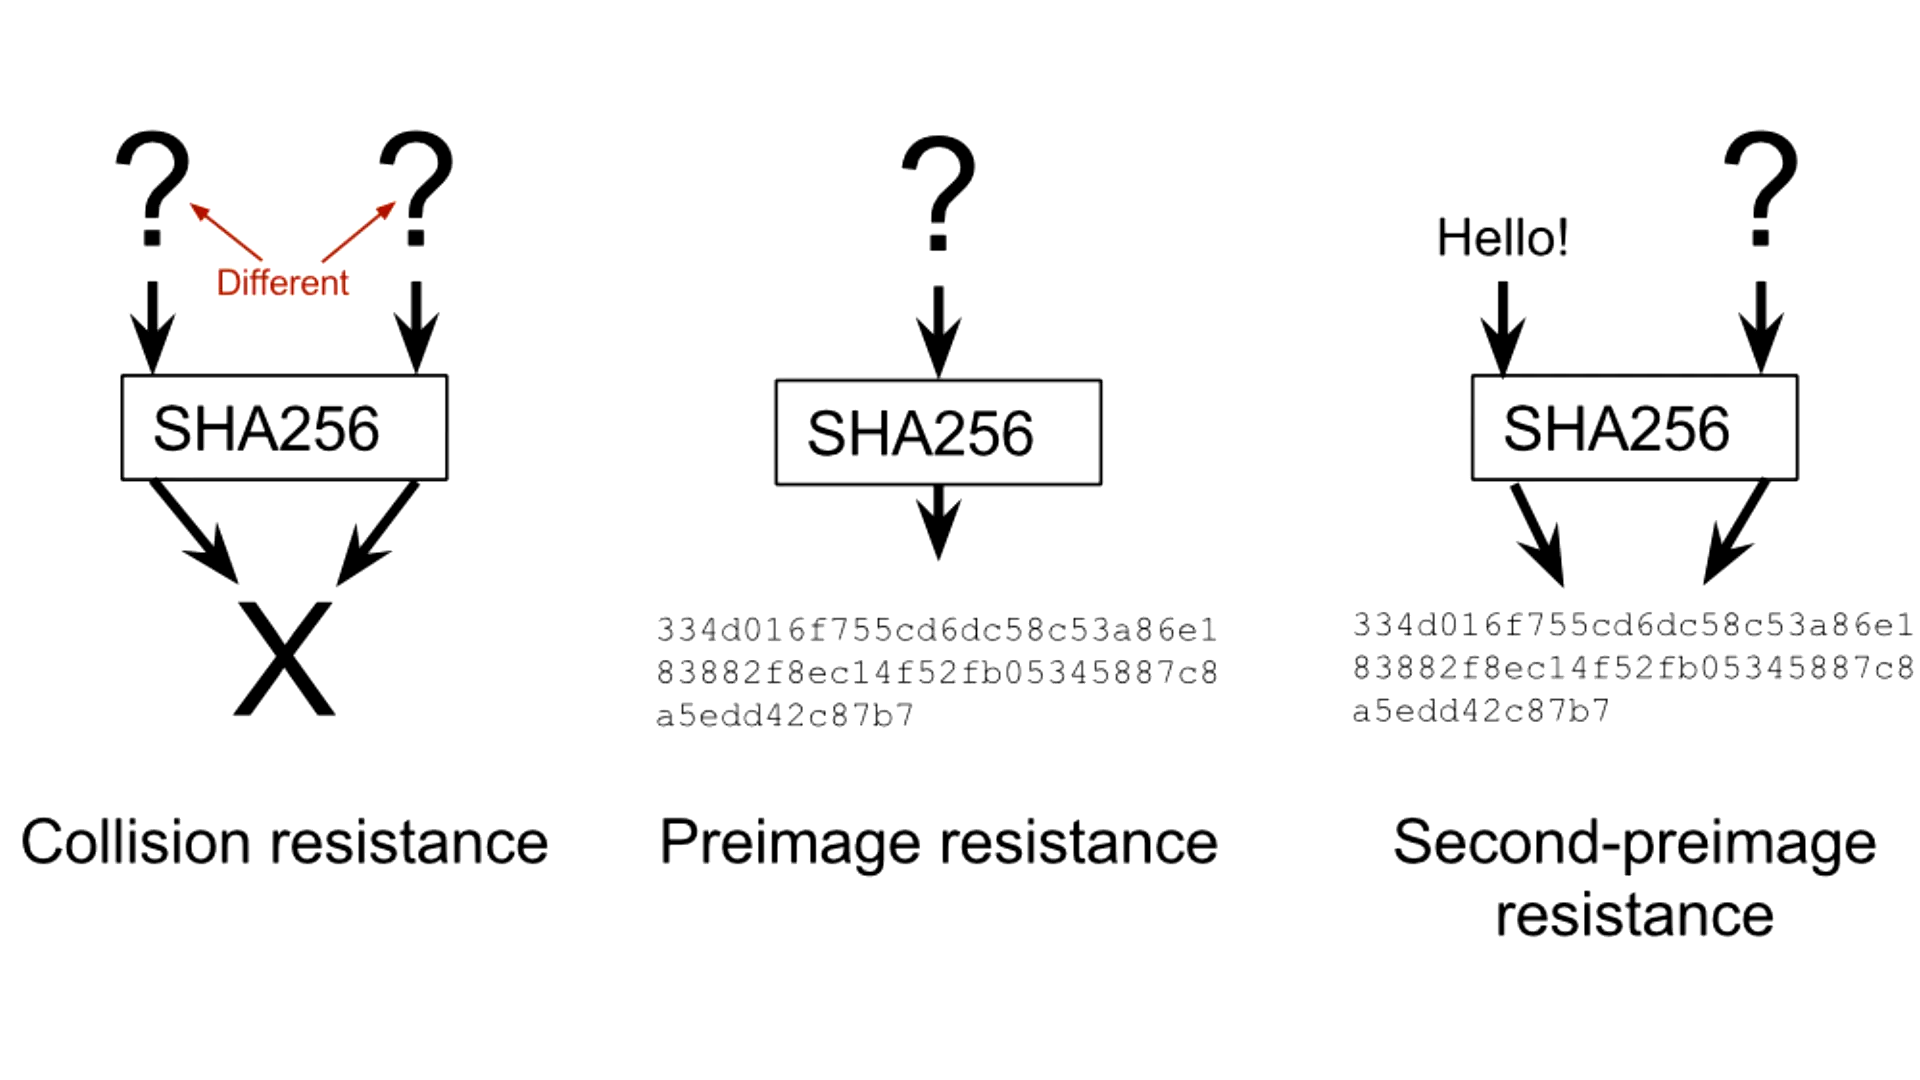 ?
?
Different
SHA256
X
Collision resistance
?
SHA256
334d016f755cd6dc58c53a86e1
83882f8ec14f52fb05345887c8
a5edd42c87b7
Preimage resistance
Hello!
?
SHA256
334d016f755cd6dc58c53a86e1
83882f8ec14f52fb05345887c8
a5edd42c87b7
Second-preimage
resistance